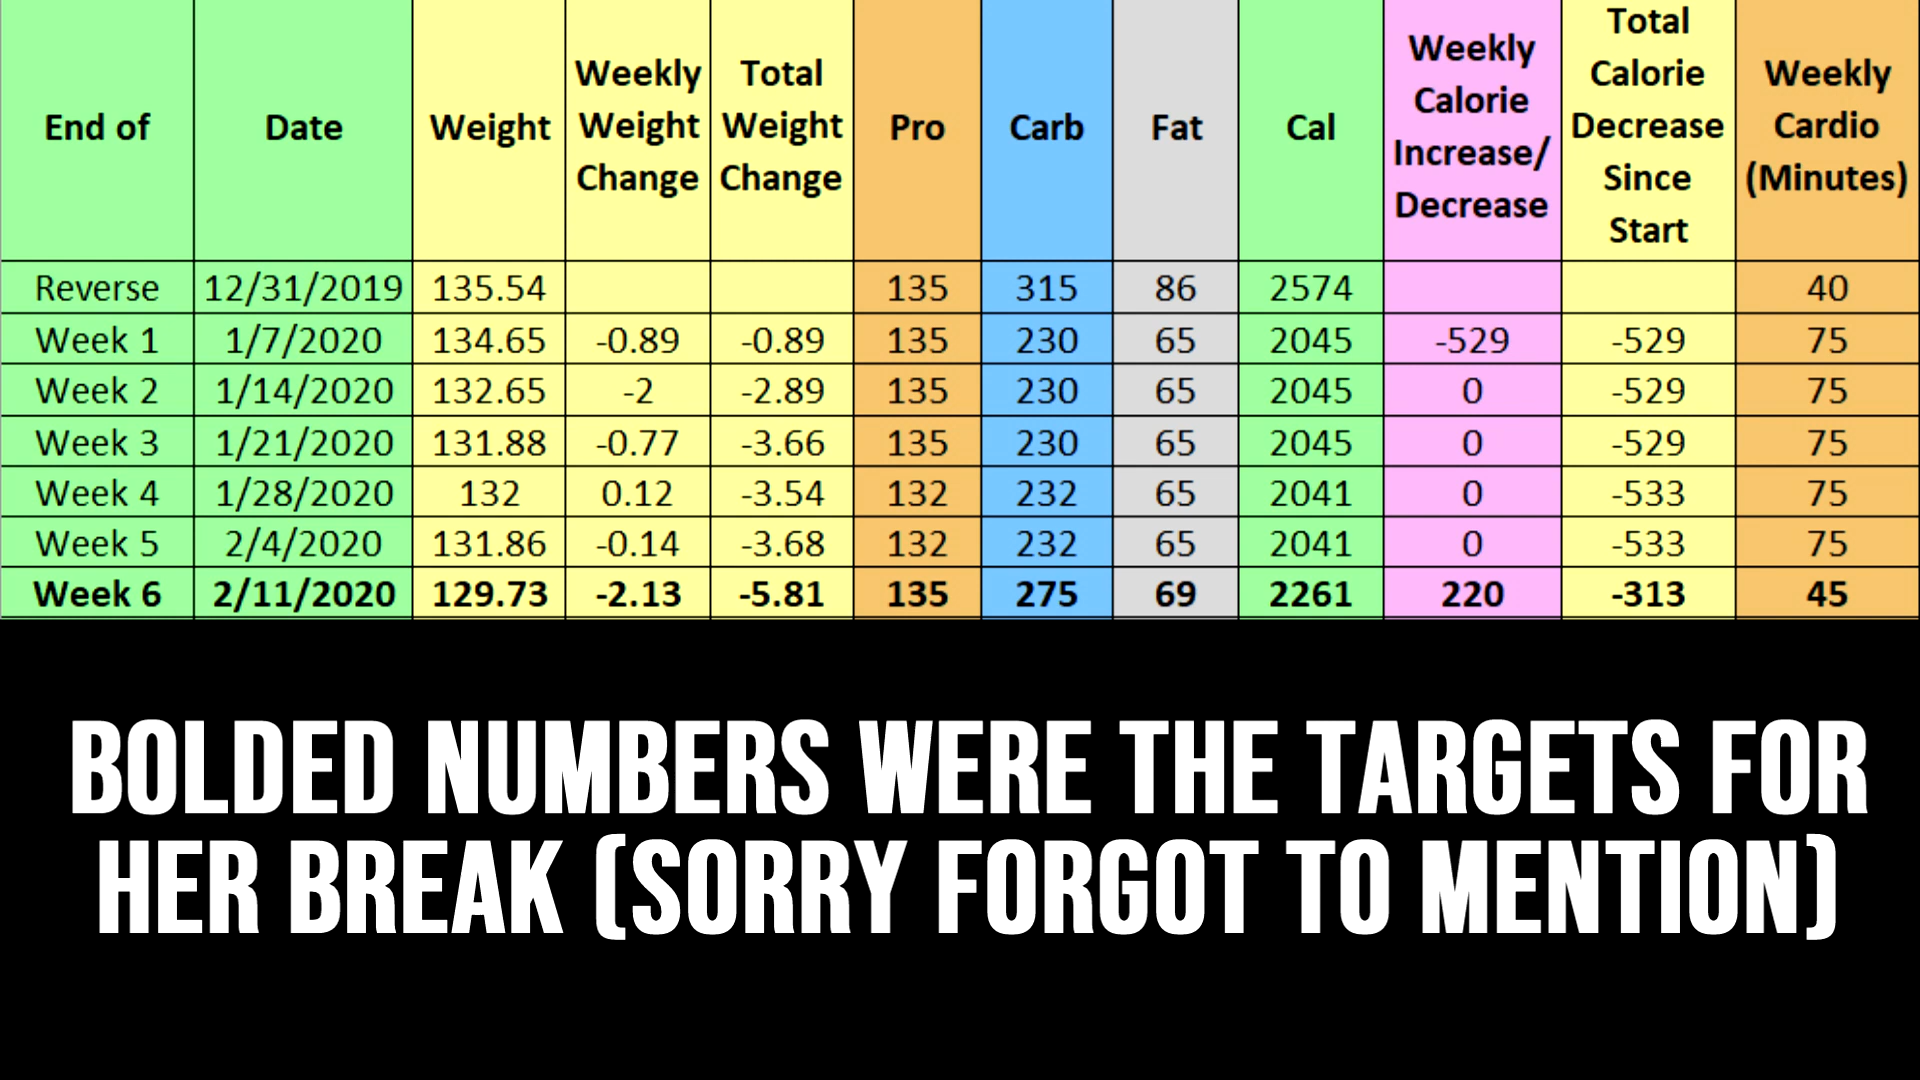 End of Date Weight Weekly Weight Change Total Weight Change Pro Carb Fat Cal Weekly Calorie Increase/ Decrease Total Calorie Decrease Since Start Weekly Cardio (Minutes)
Reverse 12/31/2019 135.54 135 315 86 2574 40
Week 1 1/7/2020 134.65 -0.89 -0.89 135 230 65 2045 -529 -529 75
Week 2 1/14/2020 132.65 -2 -2.89 135 230 65 2045 0 -529 75
Week 3 1/21/2020 131.88 -0.77 -3.66 135 230 65 2045 0 -529 75
Week 4 1/28/2020 132 0.12 -3.54 132 232 65 2041 0 -533 75
Week 5 2/4/2020 131.86 -0.14 -3.68 132 232 65 2041 0 -533 75
Week 6 2/11/2020 129.73 -2.13 -5.81 135 275 69 2261 220 -313 45
BOLDED NUMBERS WERE THE TARGETS FOR
HER BREAK (SORRY FORGOT TO MENTION)